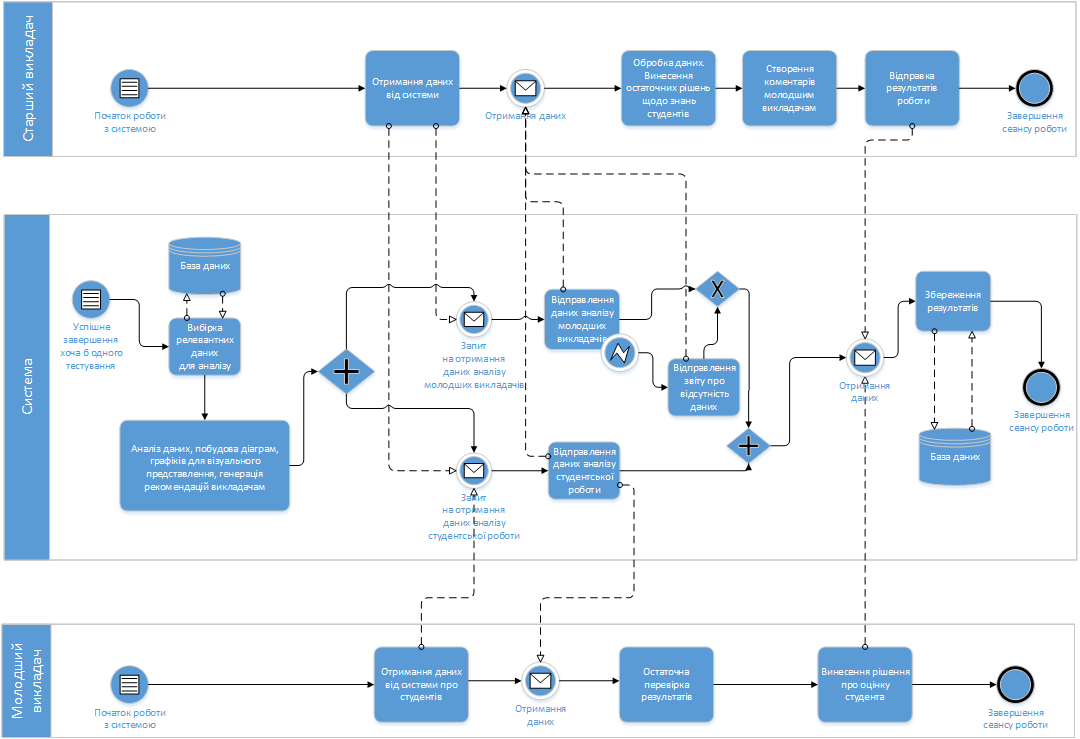 Старший викладач
Початок роботи
з системою
Отримання даних
від системи
Отримання даних
Обробка даних.
Винесення
остаточних рішень
щодо знань
студентів
Створення
коментарів
молодшим
викладачам
Відправка
результатів
роботи
Завершення
сеансу роботи
Система
Успішне
завершення
хоча б одного
тестування
База даних
Вибірка
релевантних
даних
для аналізу
Аналіз даних, побудова діаграм,
графіків для візуального
представлення, генерація
рекомендацій викладачам
Запит
на отримання
даних аналізу
молодших викладачів
Запит
на отримання
даних аналізу
студентської роботи
Відправлення
даних аналізу
молодших
викладачів
Відправлення
звіту про
відсутність
даних
Відправлення
даних аналізу
студентської
роботи
Отримання
даних
Збереження
результатів
База даних
Завершення
сеансу роботи
Молодший
викладач
Початок роботи
з системою
Отримання даних
від системи про
студентів
Отримання
даних
Остаточна
перевірка
результатів
Винесення рішення
про оцінку
студента
Завершення
сеансу роботи